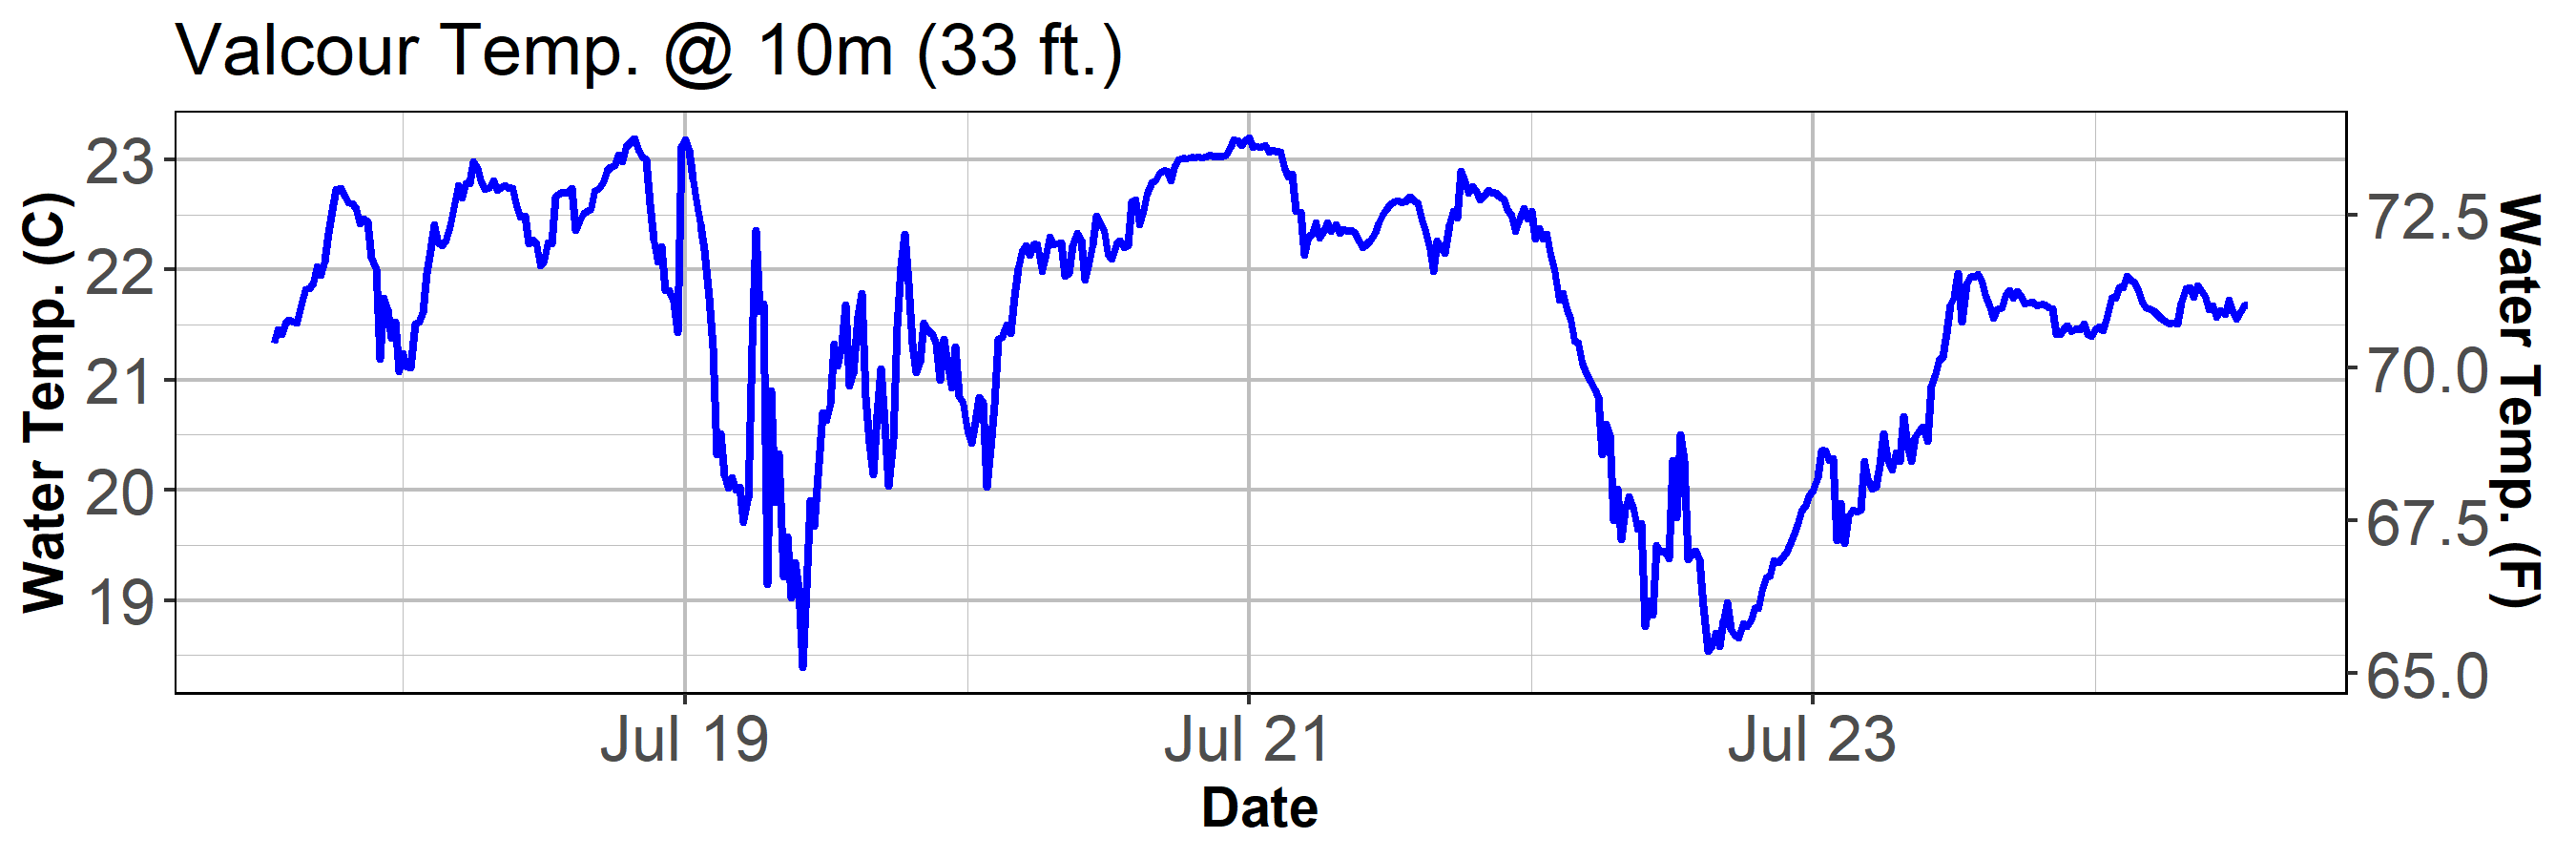 Valcour Temp. @ 10m (33 ft.)
Water Temp. (C)
23
22
21
20
19
72.5
70.0
67.5
65.0
Water Temp. (F)
Jul 19
Jul 21
Jul 23
Date